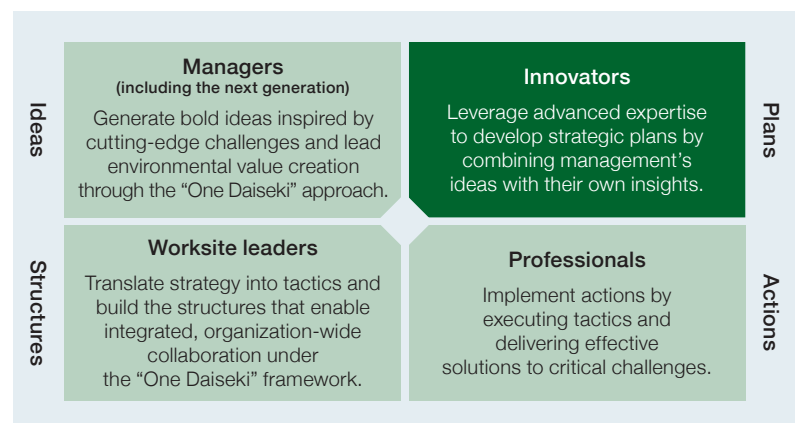 Ideas
Managers
(including the next generation)
Generate bold ideas inspired by
cutting-edge challenges and lead
environmental value creation
through the “One Daiseki” approach.
Innovators
Leverage advanced expertise
to develop strategic plans by
combining management’s
ideas with their own insights.
Plans
Structures
Worksite leaders
Translate strategy into tactics and
build the structures that enable
integrated, organization-wide
collaboration under
the “One Daiseki” framework.
Professionals
Implement actions by
executing tactics and
delivering effective
solutions to critical challenges.
Actions